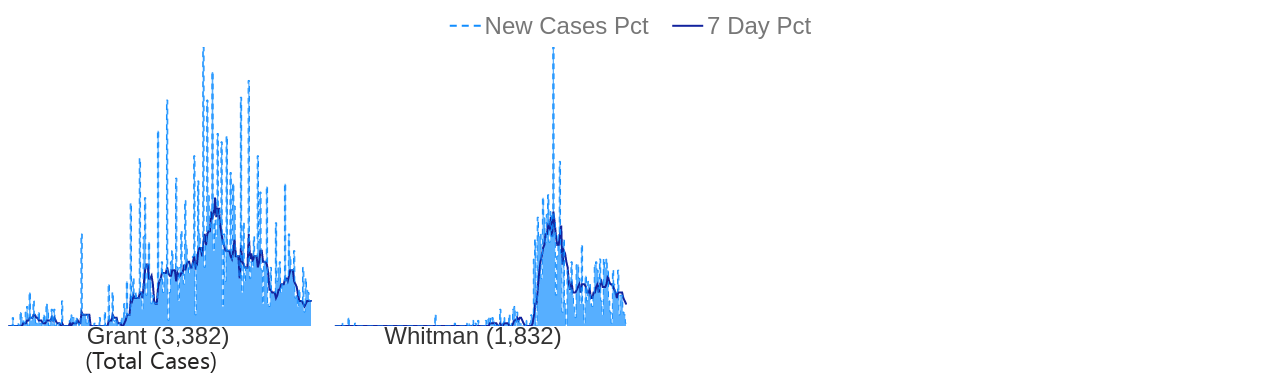 New Cases Pct 7 Day Pct
Grant (3,382) Whitman (1,832)
(Total Cases)